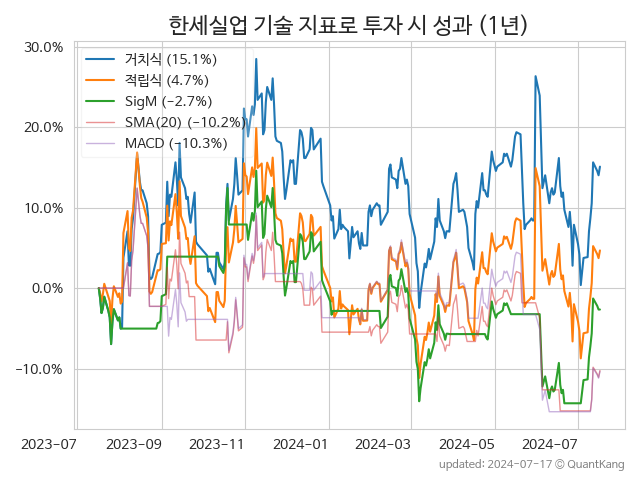 한세실업 기술 지표로 투자 시 성과 (1년)
30.0%
20.0%
10.0%
0.0%
−10.0%
거치식 (15.1%)
적립식 (4.7%)
SigM (−2.7%)
SMA(20) (−10.2%)
MACD (−10.3%)
2023-07 2023-09 2023-11 2024-01 2024-03 2024-05 2024-07
updated: 2024-07-17 © QuantKang